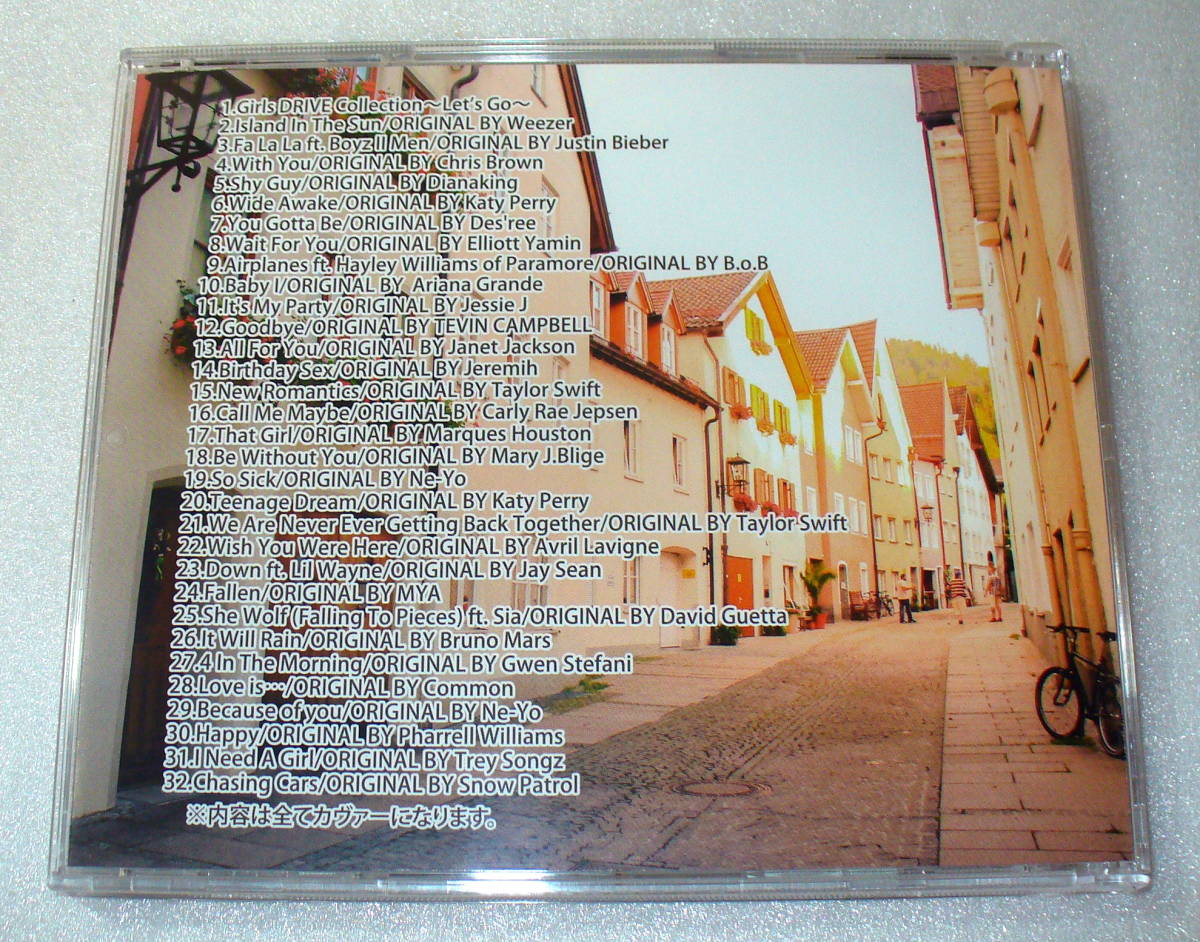 1.Girls DRIVE Collection～Let's Go～
2.Island In The Sun/ORIGINAL BY Weezer
3.Fa La La ft. Boyz II Men/ORIGINAL BY Justin Bieber
4.With You/ORIGINAL BY Chris Brown
5.Shy Guy/ORIGINAL BY Dianaking
6.Wide Awake/ORIGINAL BY Katy Perry
7.You Gotta Be/ORIGINAL BY Des'ree
8.Wait For You/ORIGINAL BY Elliott Yamin
9.Airplanes ft. Hayley Williams of Paramore/ORIGINAL BY B.o.B
10.Baby I/ORIGINAL BY Ariana Grande
11.It's My Party/ORIGINAL BY Jessie J
12.Goodbye/ORIGINAL BY TEVIN CAMPBELL
13.All For You/ORIGINAL BY Janet Jackson
14.Birthday Sex/ORIGINAL BY Jeremih
15.New Romantics/ORIGINAL BY Taylor Swift
16.Call Me Maybe/ORIGINAL BY Carly Rae Jepsen
17.That Girl/ORIGINAL BY Marques Houston
18.Be Without You/ORIGINAL BY Mary J.Blige
19.So Sick/ORIGINAL BY Ne-Yo
20.Teenage Dream/ORIGINAL BY Katy Perry
21.We Are Never Ever Getting Back Together/ORIGINAL BY Taylor Swift
22.Wish You Were Here/ORIGINAL BY Avril Lavigne
23.Down ft. Lil Wayne/ORIGINAL BY Jay Sean
24.Fallen/ORIGINAL BY MYA
25.She Wolf (Falling To Pieces) ft. Sia/ORIGINAL BY David Guetta
26.It Will Rain/ORIGINAL BY Bruno Mars
27.4 In The Morning/ORIGINAL BY Gwen Stefani
28.Love is…/ORIGINAL BY Common
29.Because of you/ORIGINAL BY Ne-Yo
30.Happy/ORIGINAL BY Pharrell Williams
31.I Need A Girl/ORIGINAL BY Trey Songz
32.Chasing Cars/ORIGINAL BY Snow Patrol
※内容は全てカヴァーになります。